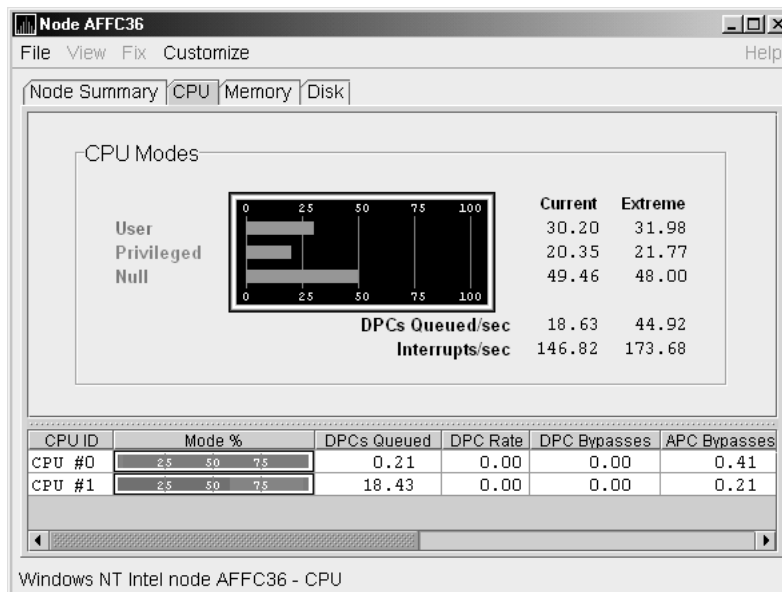 Node AFFC36
File View Fix Customize Help
Node Summary CPU Memory Disk
CPU Modes
0 25 50 75 100
Current Extreme
User 30.20 31.98
Privileged 20.35 21.77
Null 49.46 48.00
0 25 50 75 100
DPCs Queued/sec 18.63 44.92
Interrupts/sec 146.82 173.68
CPU ID Mode % DPCs Queued DPC Rate DPC Bypasses APC Bypasses
CPU #0 25 50 75 0.21 0.00 0.00 0.41
CPU #1 25 50 75 18.43 0.00 0.00 0.21
Windows NT Intel node AFFC36 - CPU